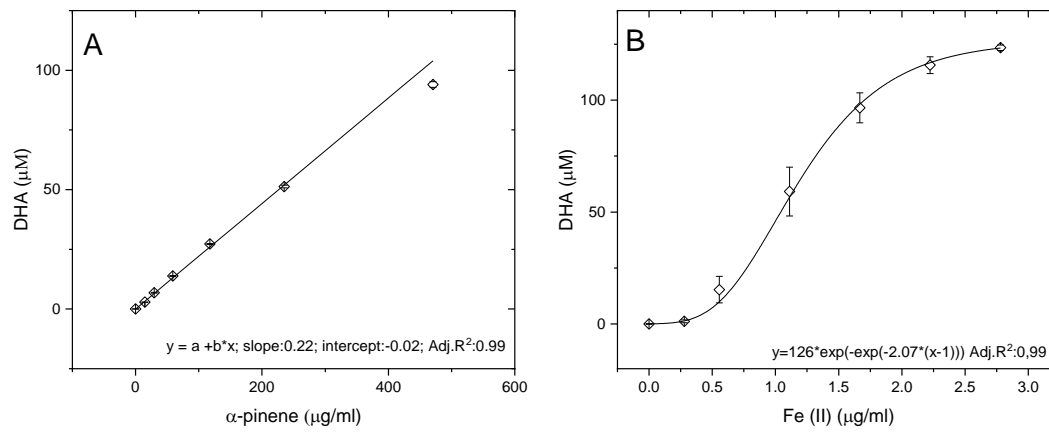 A
DHA (μM)
100
50
0
0
200
400
600
y = a +b*x; slope:0.22; intercept:-0.02; Adj.R²:0.99
α-pinene (μg/ml)
B
DHA (μM)
100
50
0
0.0
0.5
1.0
1.5
2.0
2.5
3.0
y=126*exp(-exp(-2.07*(x-1))) Adj.R²:0,99
Fe (II) (μg/ml)